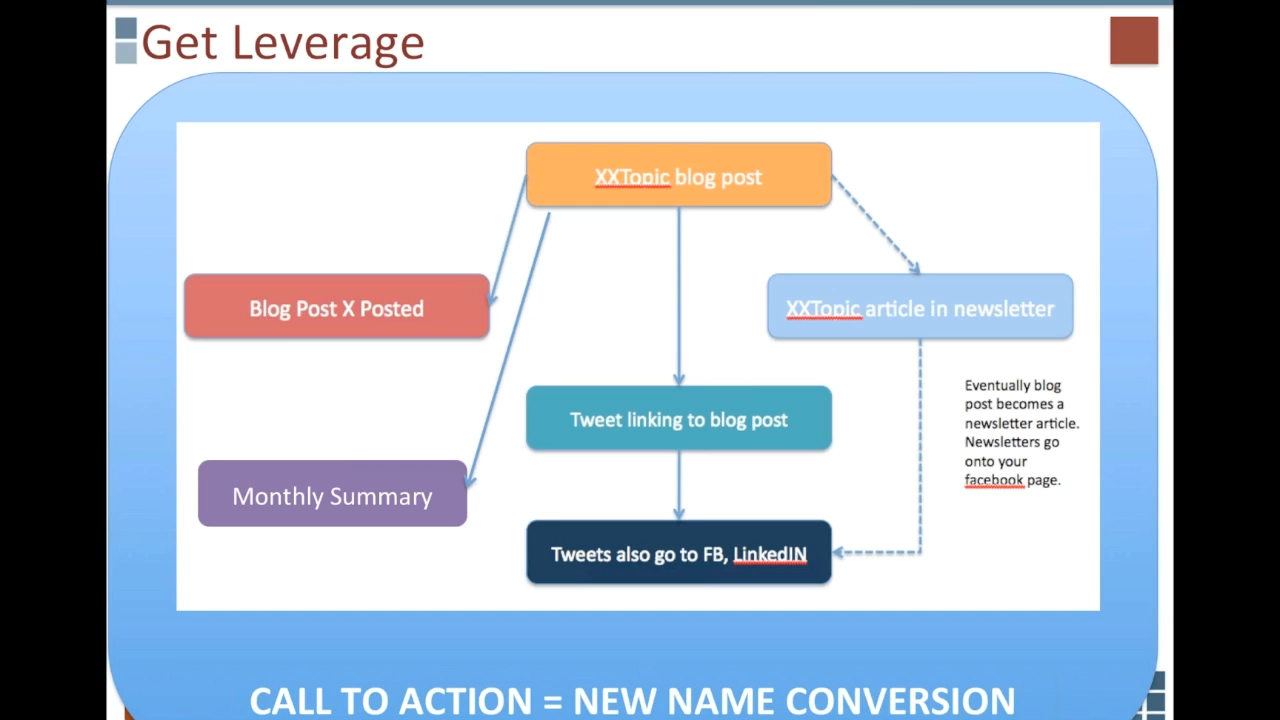 Get Leverage
XXTopic blog post
Blog Post X Posted
XXTopic article in newsletter
Eventually blog
post becomes a
newsletter article.
Newsletters go
onto your
facebook page.
Tweet linking to blog post
Monthly Summary
Tweets also go to FB, LinkedIN
CALL TO ACTION = NEW NAME CONVERSION